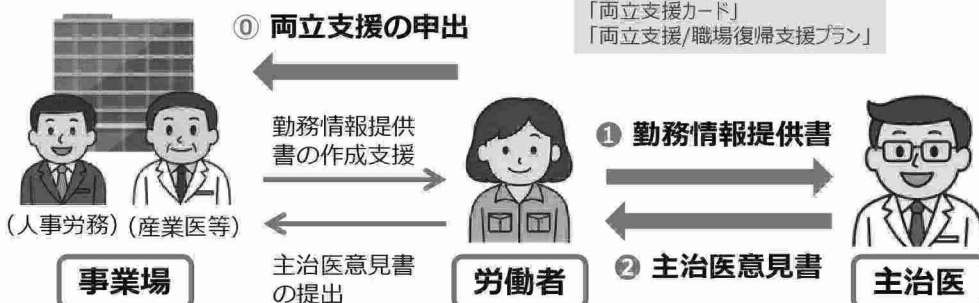 「両立支援カード」
「両立支援/職場復帰支援プラン」
⓪ 両立支援の申出
勤務情報提供
書の作成支援
❶ 勤務情報提供書
(人事労務) (産業医等)
主治医意見書
の提出
❷ 主治医意見書
事業場
労働者
主治医